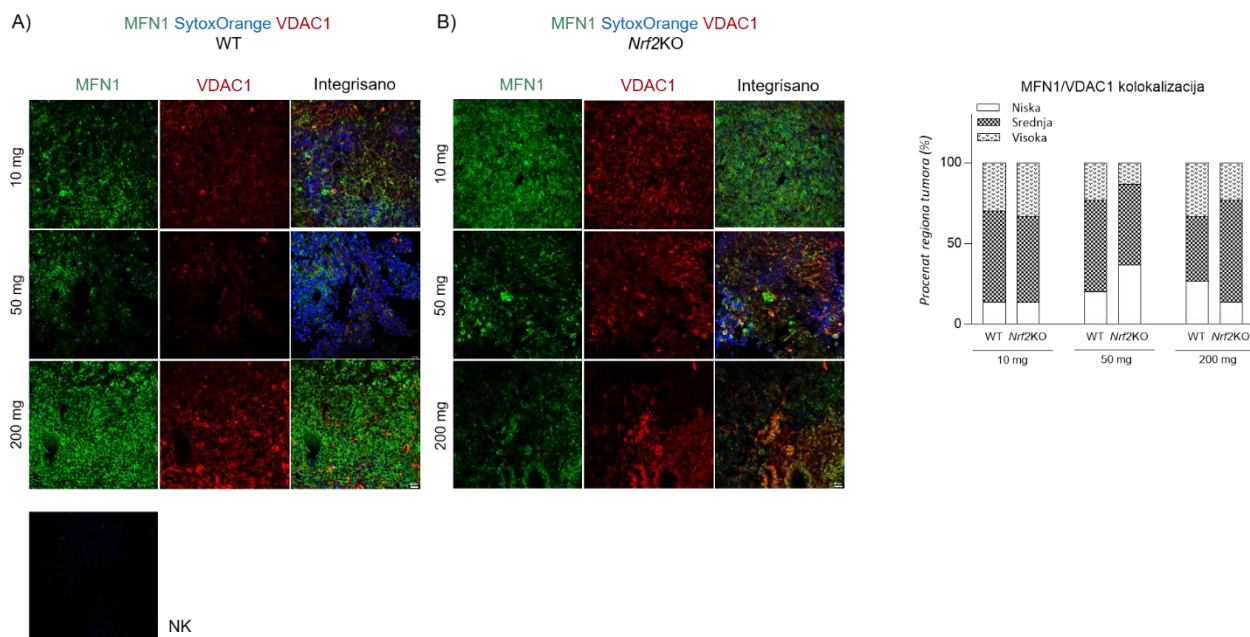 A)
MFN1 SytoxOrange VDAC1
WT
MFN1
VDAC1
Integrisano
10 mg
50 mg
200 mg
NK
B)
MFN1 SytoxOrange VDAC1
Nrf2KO
MFN1
VDAC1
Integrisano
10 mg
50 mg
200 mg
MFN1/VDAC1 kolokalizacija
Niska
Srednja
Visoka
Procenat regiona tumara (%)
100
50
0
WT Nrf2KO WT Nrf2KO WT Nrf2KO
10 mg 50 mg 200 mg